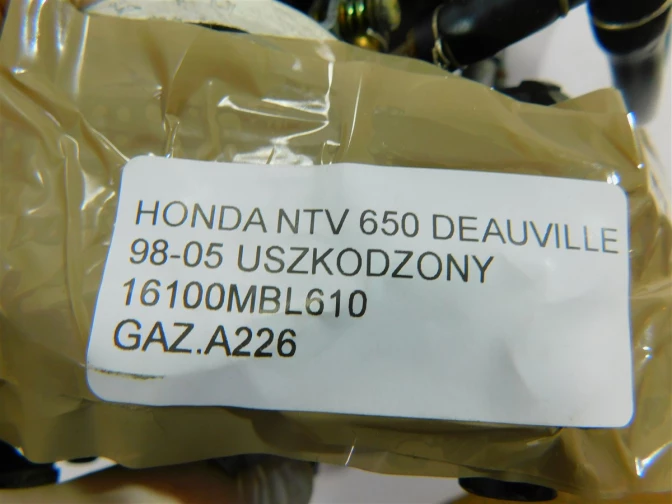 HONDA NTV 650 DEAUVILLE
98-05 USZKODZONY
16100MBL610
GAZ.A226